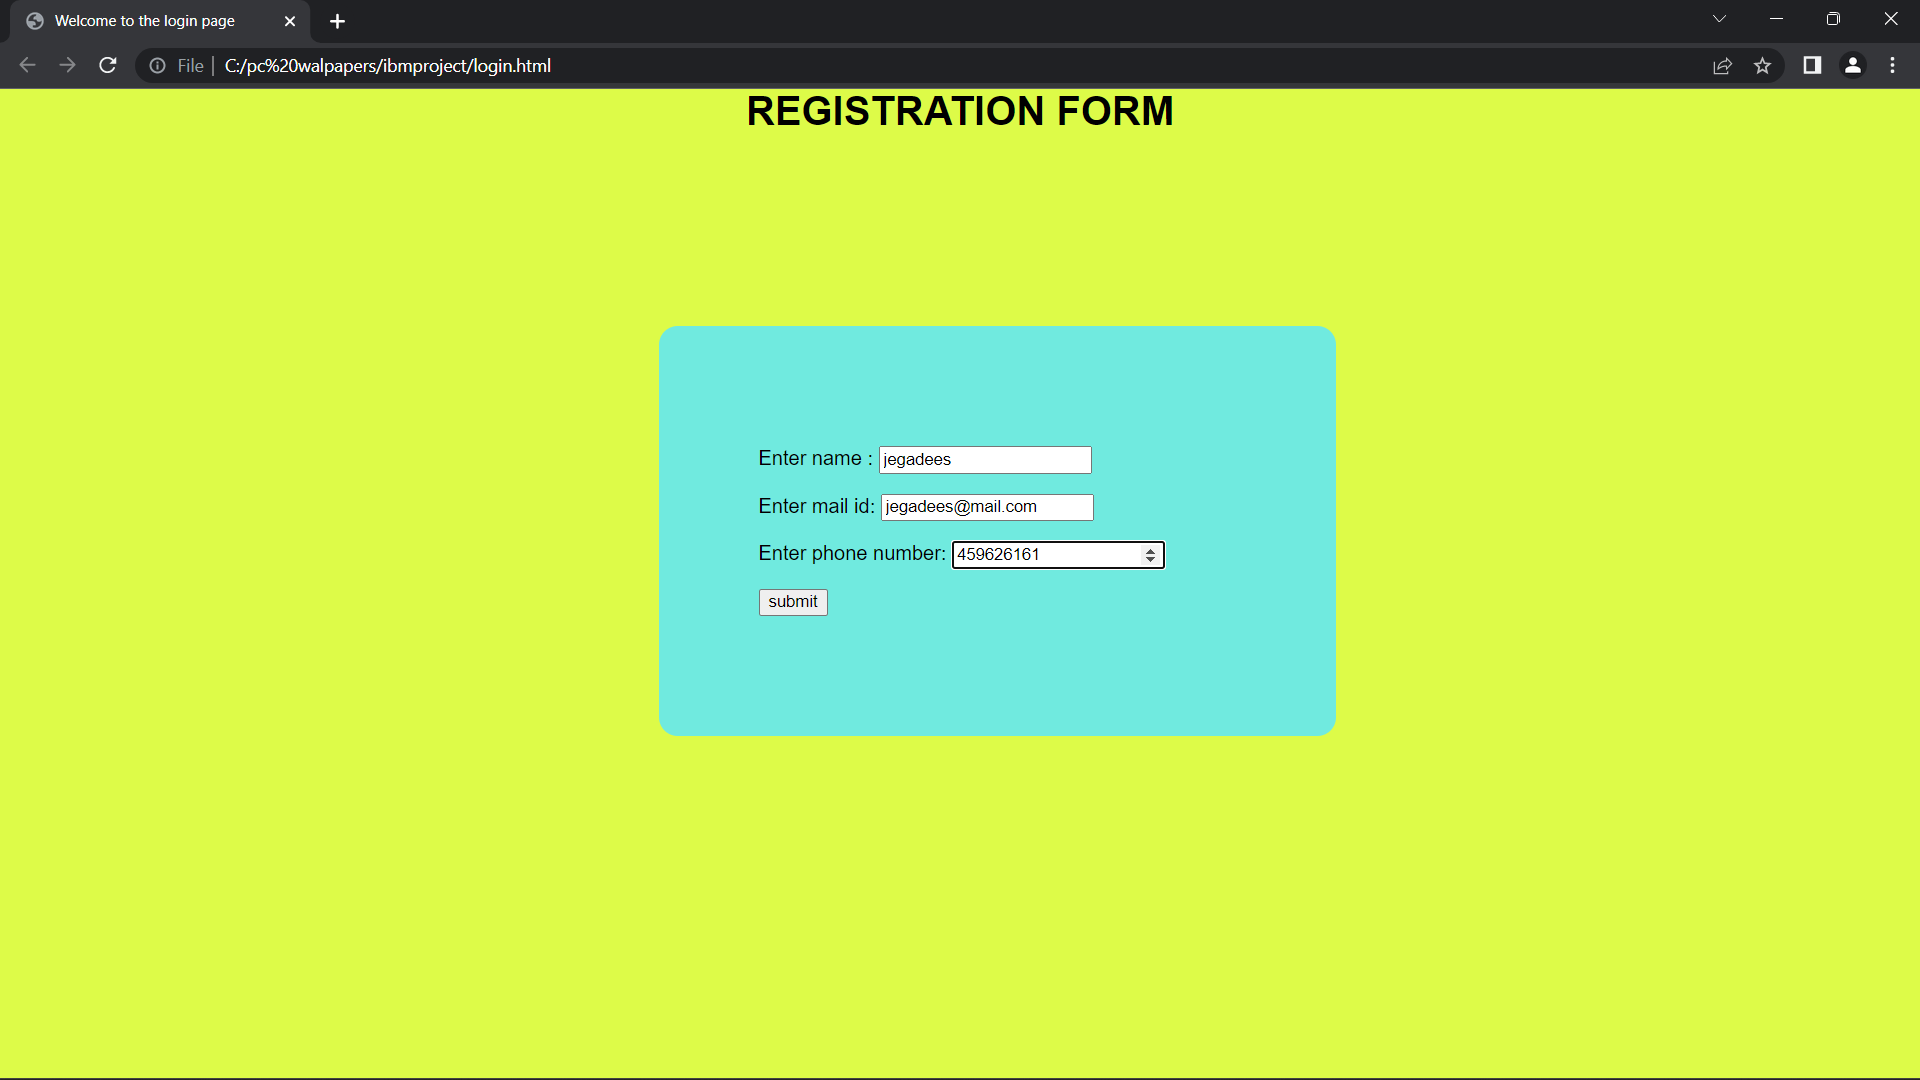 Welcome to the login page
File C:/pc%20walpapers/ibmproject/login.html
REGISTRATION FORM
Enter name : jegadees
Enter mail id: jegadees@mail.com
Enter phone number: 459626161
submit